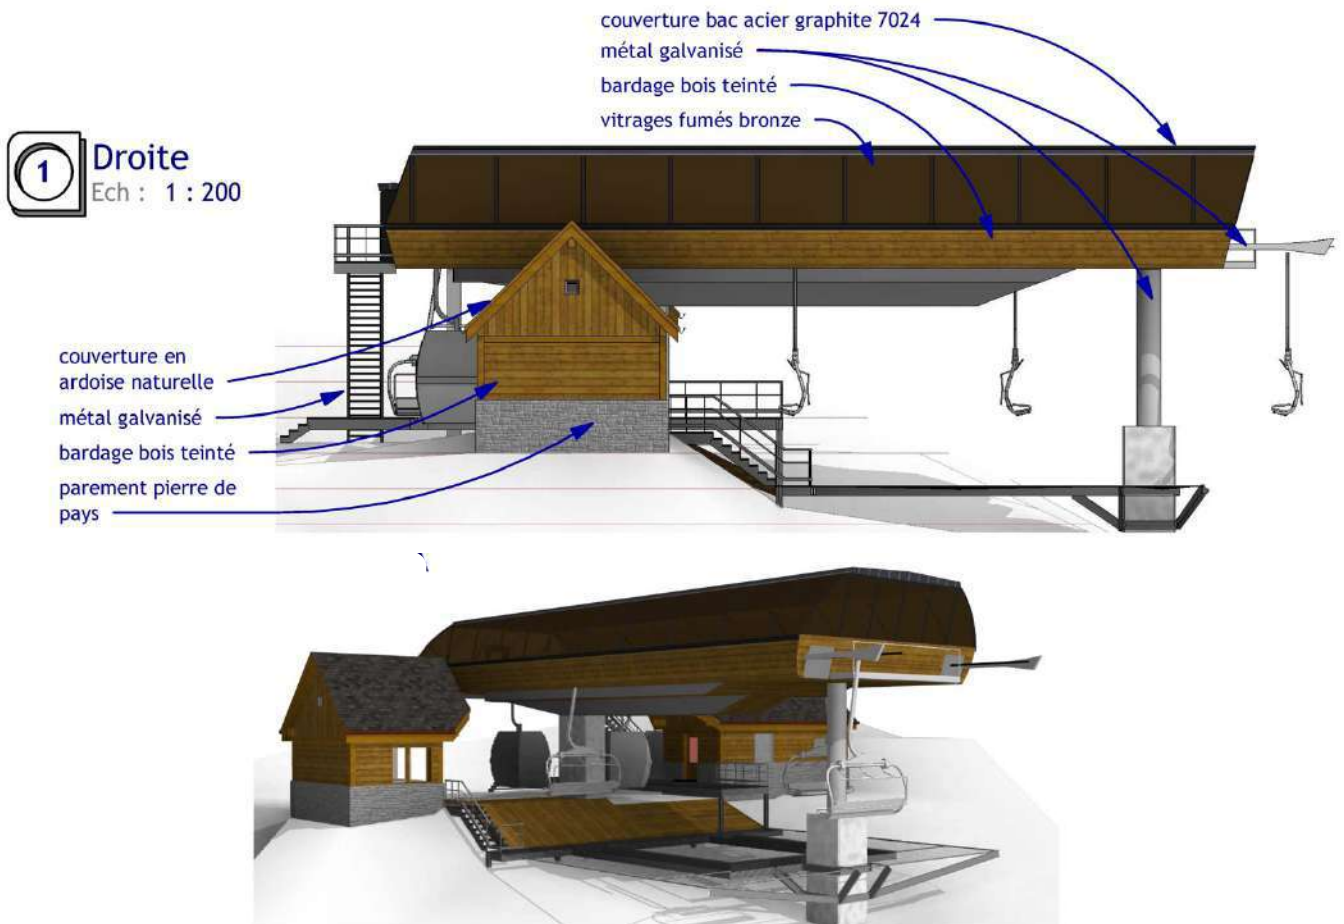 couverture bac acier graphite 7024
métal galvanisé
bardage bois teinté
vitrages fumés bronze
1
Droite
Ech : 1 : 200
couverture en
ardoise naturelle
métal galvanisé
bardage bois teinté
parement pierre de
pays